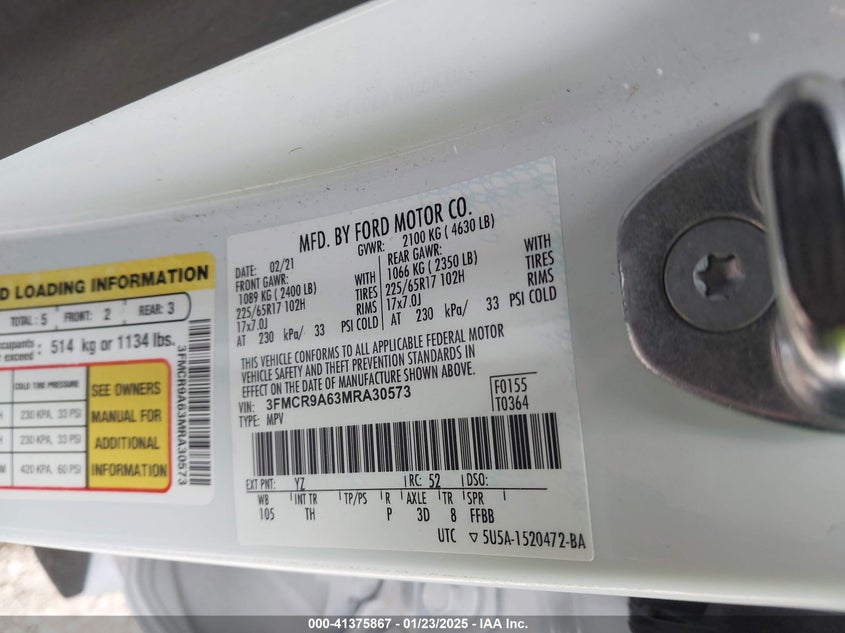 D LOADING INFORMATION
TOTAL: 5 FRONT: 2 REAR: 3
upants r exceed: 514 kg or 1134 lbs.
COLD TIRE PRESSURE
H 230 KPA, 33 PSI
H 230 KPA, 33 PSI
M 420 KPA, 60 PSI
SEE OWNERS
MANUAL FOR
ADDITIONAL
INFORMATION
3FMCR9A63MRA30573
MFD. BY FORD MOTOR CO.
DATE: 02/21 GVWR: 2100 KG ( 4630 LB)
FRONT GAWR: REAR GAWR:
1089 KG (2400 LB) WITH 1066 KG (2350 LB) WITH
225/65R17 102H TIRES 225/65R17 102H TIRES
17x7.0J RIMS 17x7.0J RIMS
AT 230 kPa/ 33 PSI COLD AT 230 kPa/ 33 PSI COLD
THIS VEHICLE CONFORMS TO ALL APPLICABLE FEDERAL MOTOR
VEHICLE SAFETY AND THEFT PREVENTION STANDARDS IN
EFFECT ON THE DATE OF MANUFACTURE SHOWN ABOVE.
VIN: 3FMCR9A63MRA30573 F0155
TYPE: MPV T0364
EXT PNT: YZ RC: 52 DSO:
WB INT TR TP/PS R AXLE TR SPR
105 TH P 3D 8 FFBB
UTC ▽ 5U5A-1520472-BA
000-41375867 - 01/23/2025 - IAA Inc.